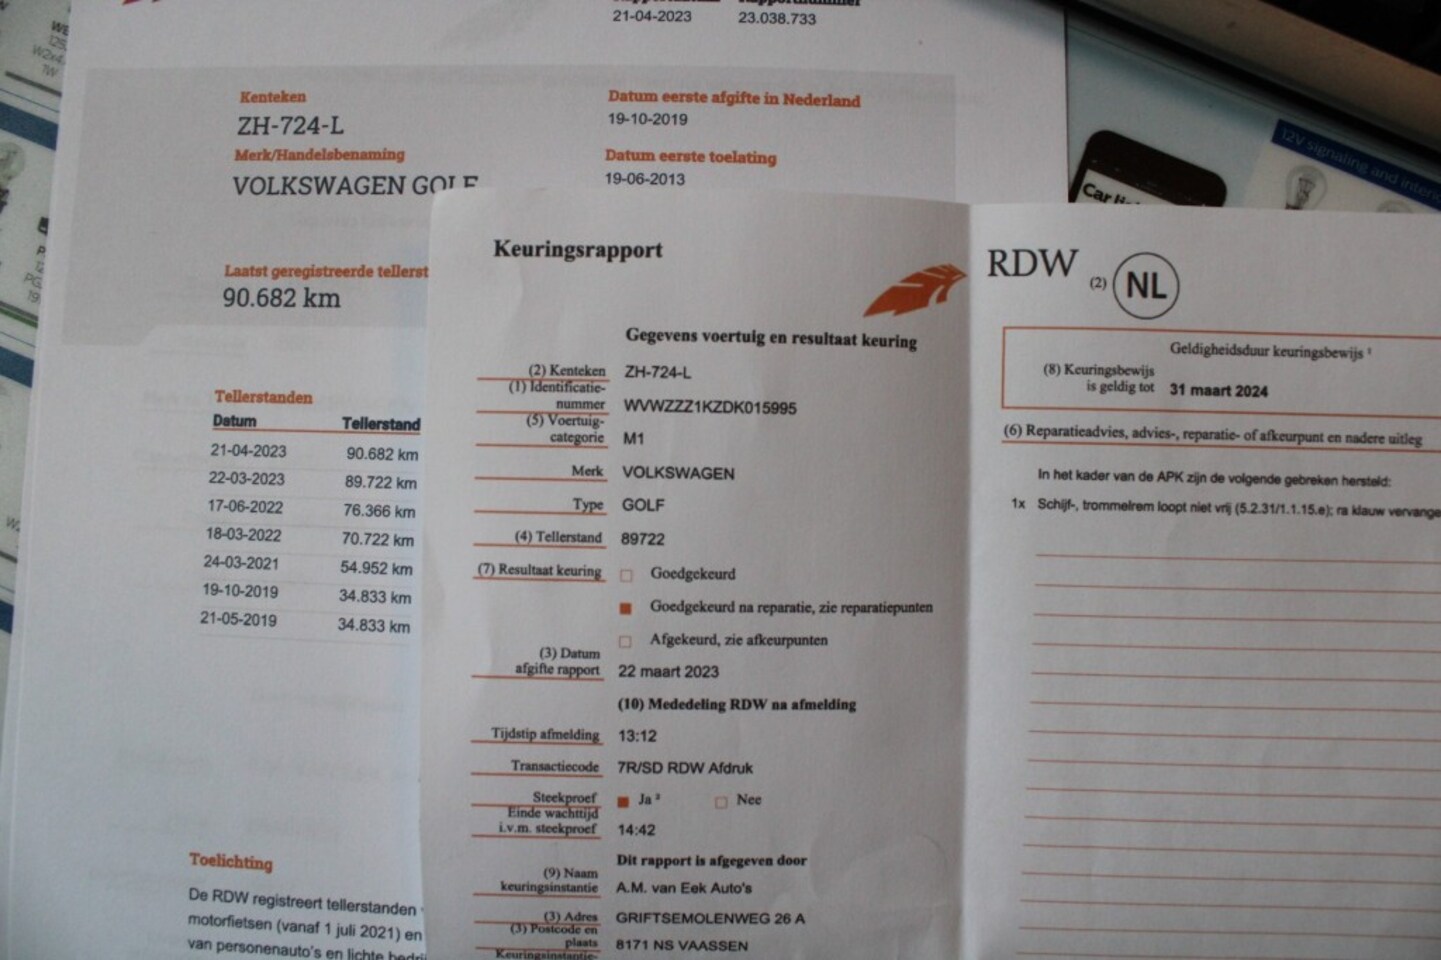 21-04-2023 23.038.733
Kenteken
ZH-724-L
Merk/Handelsbenaming
VOLKSWAGEN GOLF
Datum eerste afgifte in Nederland
19-10-2019
Datum eerste toelating
19-06-2013
Laatst geregistreerde tellerst
90.682 km
Tellerstanden
Datum Tellerstand
21-04-2023 90.682 km
22-03-2023 89.722 km
17-06-2022 76.366 km
18-03-2022 70.722 km
24-03-2021 54.952 km
19-10-2019 34.833 km
21-05-2019 34.833 km
Toelichting
De RDW registreert tellerstanden
motorfietsen (vanaf 1 juli 2021) en
van personenauto's en lichte bedrij
Keuringsrapport
Gegevens voertuig en resultaat keuring
(2) Kenteken ZH-724-L
(1) Identificatie-
nummer WVWZZZ1KZDK015995
(5) Voertuig-
categorie M1
Merk VOLKSWAGEN
Type GOLF
(4) Tellerstand 89722
(7) Resultaat keuring Goedgekeurd
Goedgekeurd na reparatie, zie reparatiepunten
Afgekeurd, zie afkeurpunten
(3) Datum
afgifte rapport 22 maart 2023
(10) Mededeling RDW na afmelding
Tijdstip afmelding 13:12
Transactiecode 7R/SD RDW Afdruk
Steekproef Ja ² Nee
Einde wachttijd
i.v.m. steekproef 14:42
Dit rapport is afgegeven door
(9) Naam
keuringsinstantie A.M. van Eek Auto's
(3) Adres GRIFTSEMOLENWEG 26 A
(3) Postcode en
plaats 8171 NS VAASSEN
Keuringsinstantie-
RDW (2) NL
Geldigheidsduur keuringsbewijs ¹
(8) Keuringsbewijs
is geldig tot 31 maart 2024
(6) Reparatieadvies, advies-, reparatie- of afkeurpunt en nadere uitleg
In het kader van de APK zijn de volgende gebreken hersteld:
1x Schijf-, trommelrem loopt niet vrij (5.2.31/1.1.15.e); ra klauw vervange
12V signaling and interi
Car li